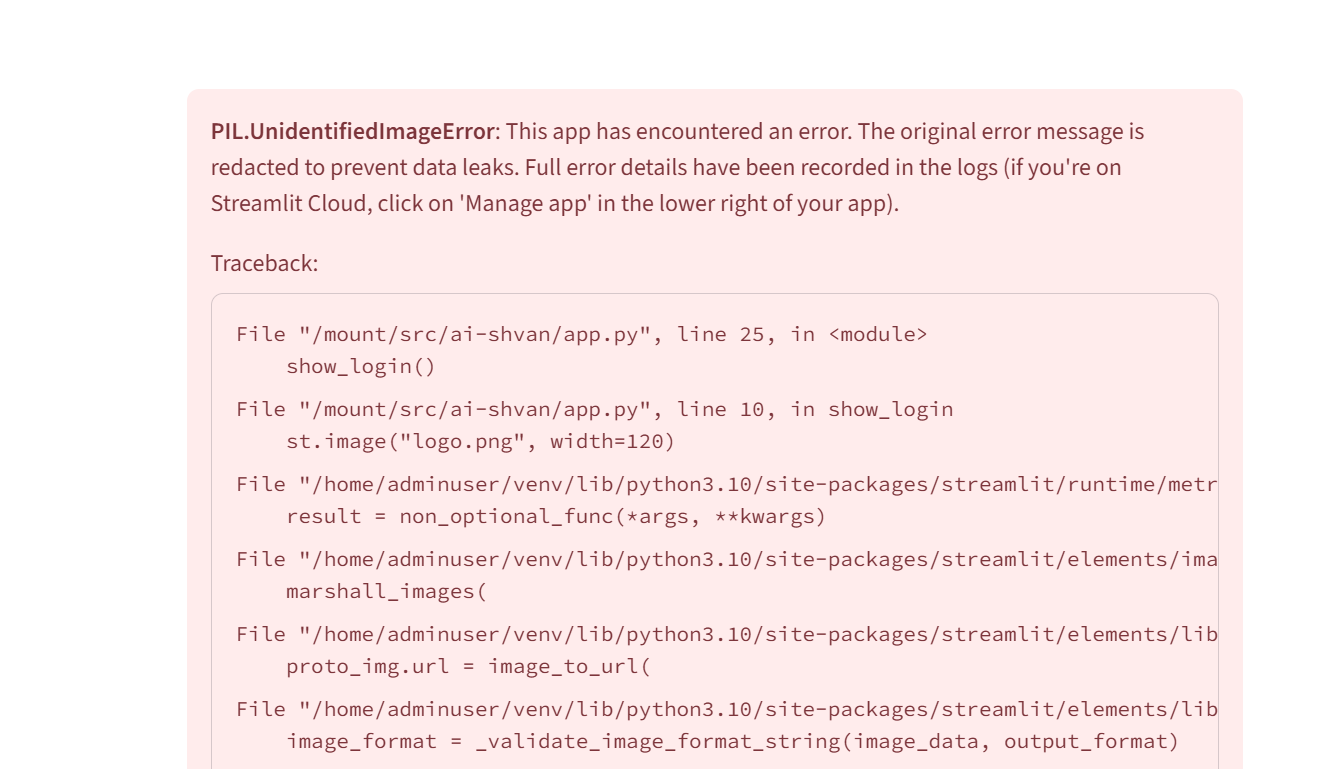 PIL.UnidentifiedImageError: This app has encountered an error. The original error message is
redacted to prevent data leaks. Full error details have been recorded in the logs (if you're on
Streamlit Cloud, click on 'Manage app' in the lower right of your app).
Traceback:
File "/mount/src/ai-shvan/app.py", line 25, in <module>
show_login()
File "/mount/src/ai-shvan/app.py", line 10, in show_login
st.image("logo.png", width=120)
File "/home/adminuser/venv/lib/python3.10/site-packages/streamlit/runtime/metr
result = non_optional_func(*args, **kwargs)
File "/home/adminuser/venv/lib/python3.10/site-packages/streamlit/elements/ima
marshall_images(
File "/home/adminuser/venv/lib/python3.10/site-packages/streamlit/elements/lib
proto_img.url = image_to_url(
File "/home/adminuser/venv/lib/python3.10/site-packages/streamlit/elements/lib
image_format = _validate_image_format_string(image_data, output_format)